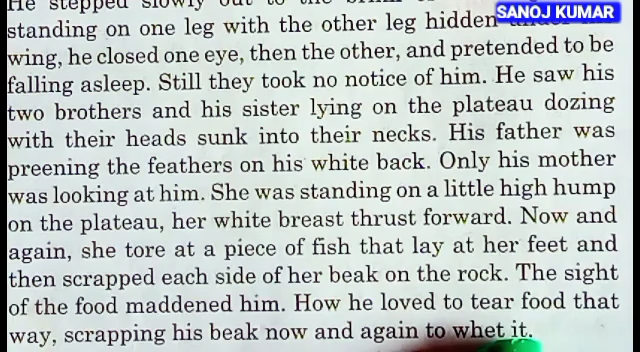 He stepped slowly out to the
SANOJ KUMAR
standing on one leg with the other leg hidden
wing, he closed one eye, then the other, and pretended to be
falling asleep. Still they took no notice of him. He saw his
two brothers and his sister lying on the plateau dozing
with their heads sunk into their necks. His father was
preening the feathers on his white back. Only his mother
was looking at him. She was standing on a little high hump
on the plateau, her white breast thrust forward. Now and
again, she tore at a piece of fish that lay at her feet and
then scrapped each side of her beak on the rock. The sight
of the food maddened him. How he loved to tear food that
way, scrapping his beak now and again to whet it.